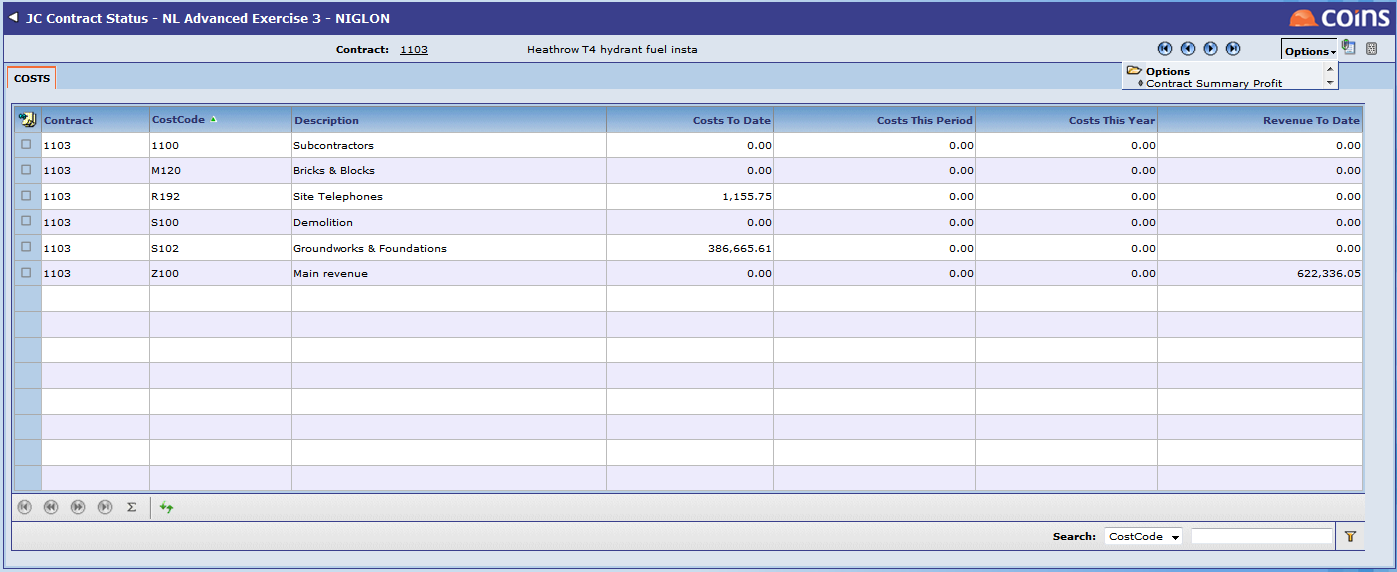 JC Contract Status - NL Advanced Exercise 3 - NIGLON
coins
Contract: 1103 Heathrow T4 hydrant fuel insta
Options
Options
Contract Summary Profit
COSTS
Contract CostCode Description Costs To Date Costs This Period Costs This Year Revenue To Date
1103 1100 Subcontractors 0.00 0.00 0.00 0.00
1103 M120 Bricks & Blocks 0.00 0.00 0.00 0.00
1103 R192 Site Telephones 1,155.75 0.00 0.00 0.00
1103 S100 Demolition 0.00 0.00 0.00 0.00
1103 S102 Groundworks & Foundations 386,665.61 0.00 0.00 0.00
1103 Z100 Main revenue 0.00 0.00 0.00 622,336.05
Σ
Search: CostCode